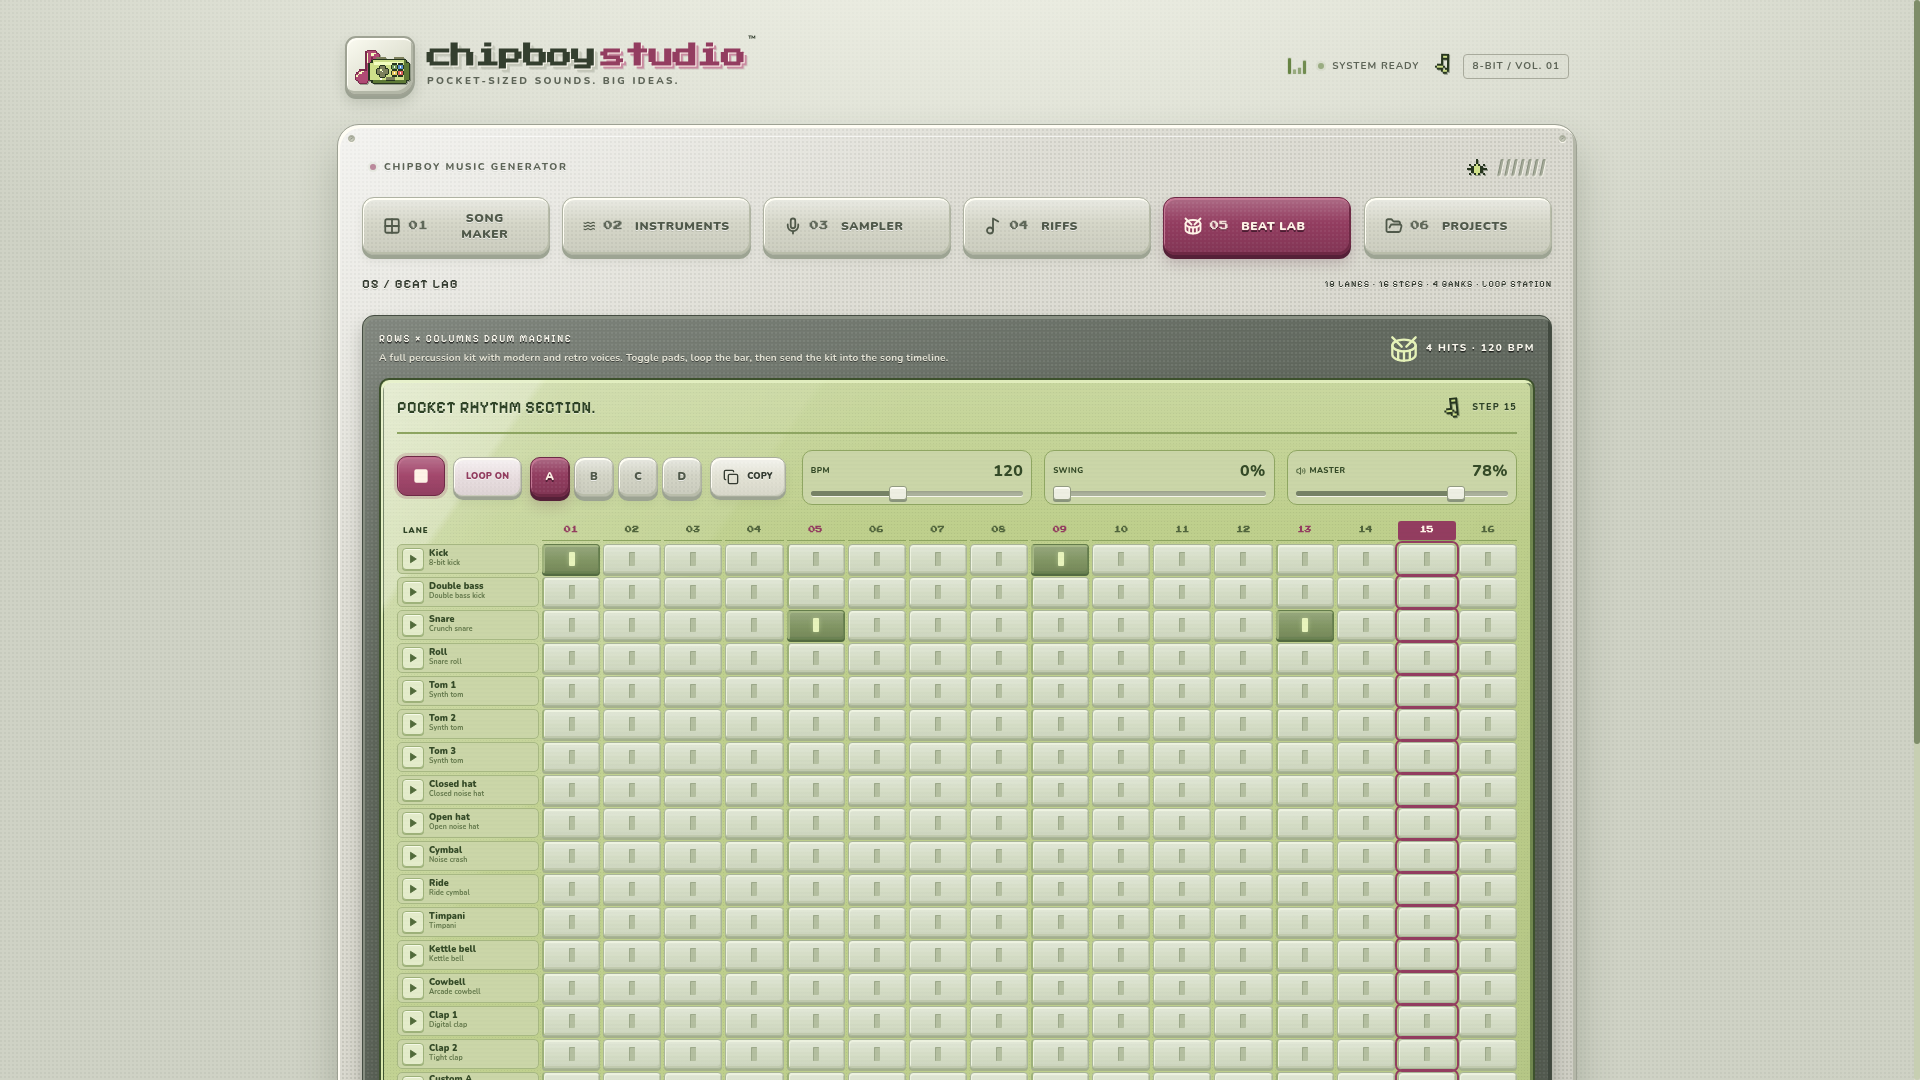 chipboy studio™
POCKET-SIZED SOUNDS. BIG IDEAS.
SYSTEM READY
8-BIT / VOL. 01
CHIPBOY MUSIC GENERATOR
///////
01 SONG MAKER
02 INSTRUMENTS
03 SAMPLER
04 RIFFS
05 BEAT LAB
06 PROJECTS
05 / BEAT LAB
18 LANES · 16 STEPS · 4 BANKS · LOOP STATION
ROWS × COLUMNS DRUM MACHINE
A full percussion kit with modern and retro voices. Toggle pads, loop the bar, then send the kit into the song timeline.
4 HITS · 120 BPM
POCKET RHYTHM SECTION.
STEP 15
LOOP ON A B C D COPY
BPM 120
SWING 0%
MASTER 78%
LANE 01 02 03 04 05 06 07 08 09 10 11 12 13 14 15 16
Kick
8-bit kick
Double bass
Double bass kick
Snare
Crunch snare
Roll
Snare roll
Tom 1
Synth tom
Tom 2
Synth tom
Tom 3
Synth tom
Closed hat
Closed noise hat
Open hat
Open noise hat
Cymbal
Noise crash
Ride
Ride cymbal
Timpani
Timpani
Kettle bell
Kettle bell
Cowbell
Arcade cowbell
Clap 1
Digital clap
Clap 2
Tight clap
Custom A